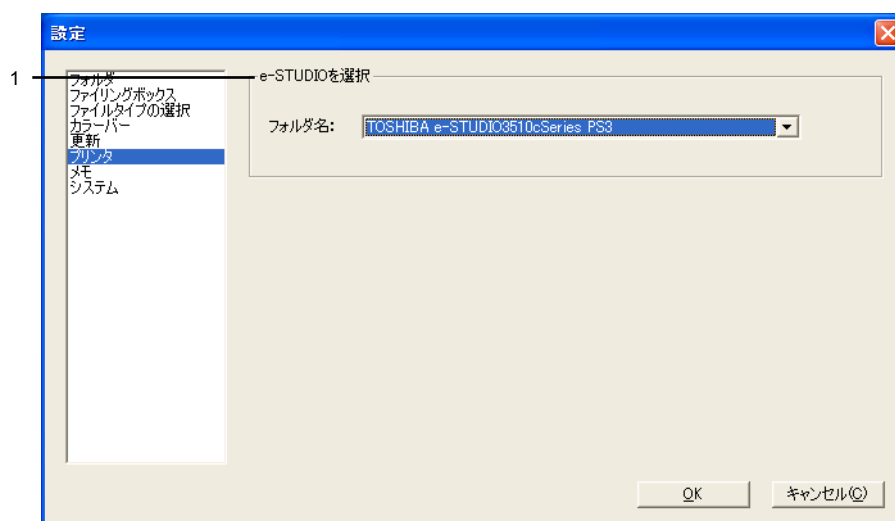 設定
1
e-STUDIOを選択
フォルダ
ファイリングボックス
ファイルタイプの選択
カラーバー
更新
プリンタ
メモ
システム
フォルダ名: TOSHIBA e-STUDIO3510cSeries PS3
OK キャンセル(C)